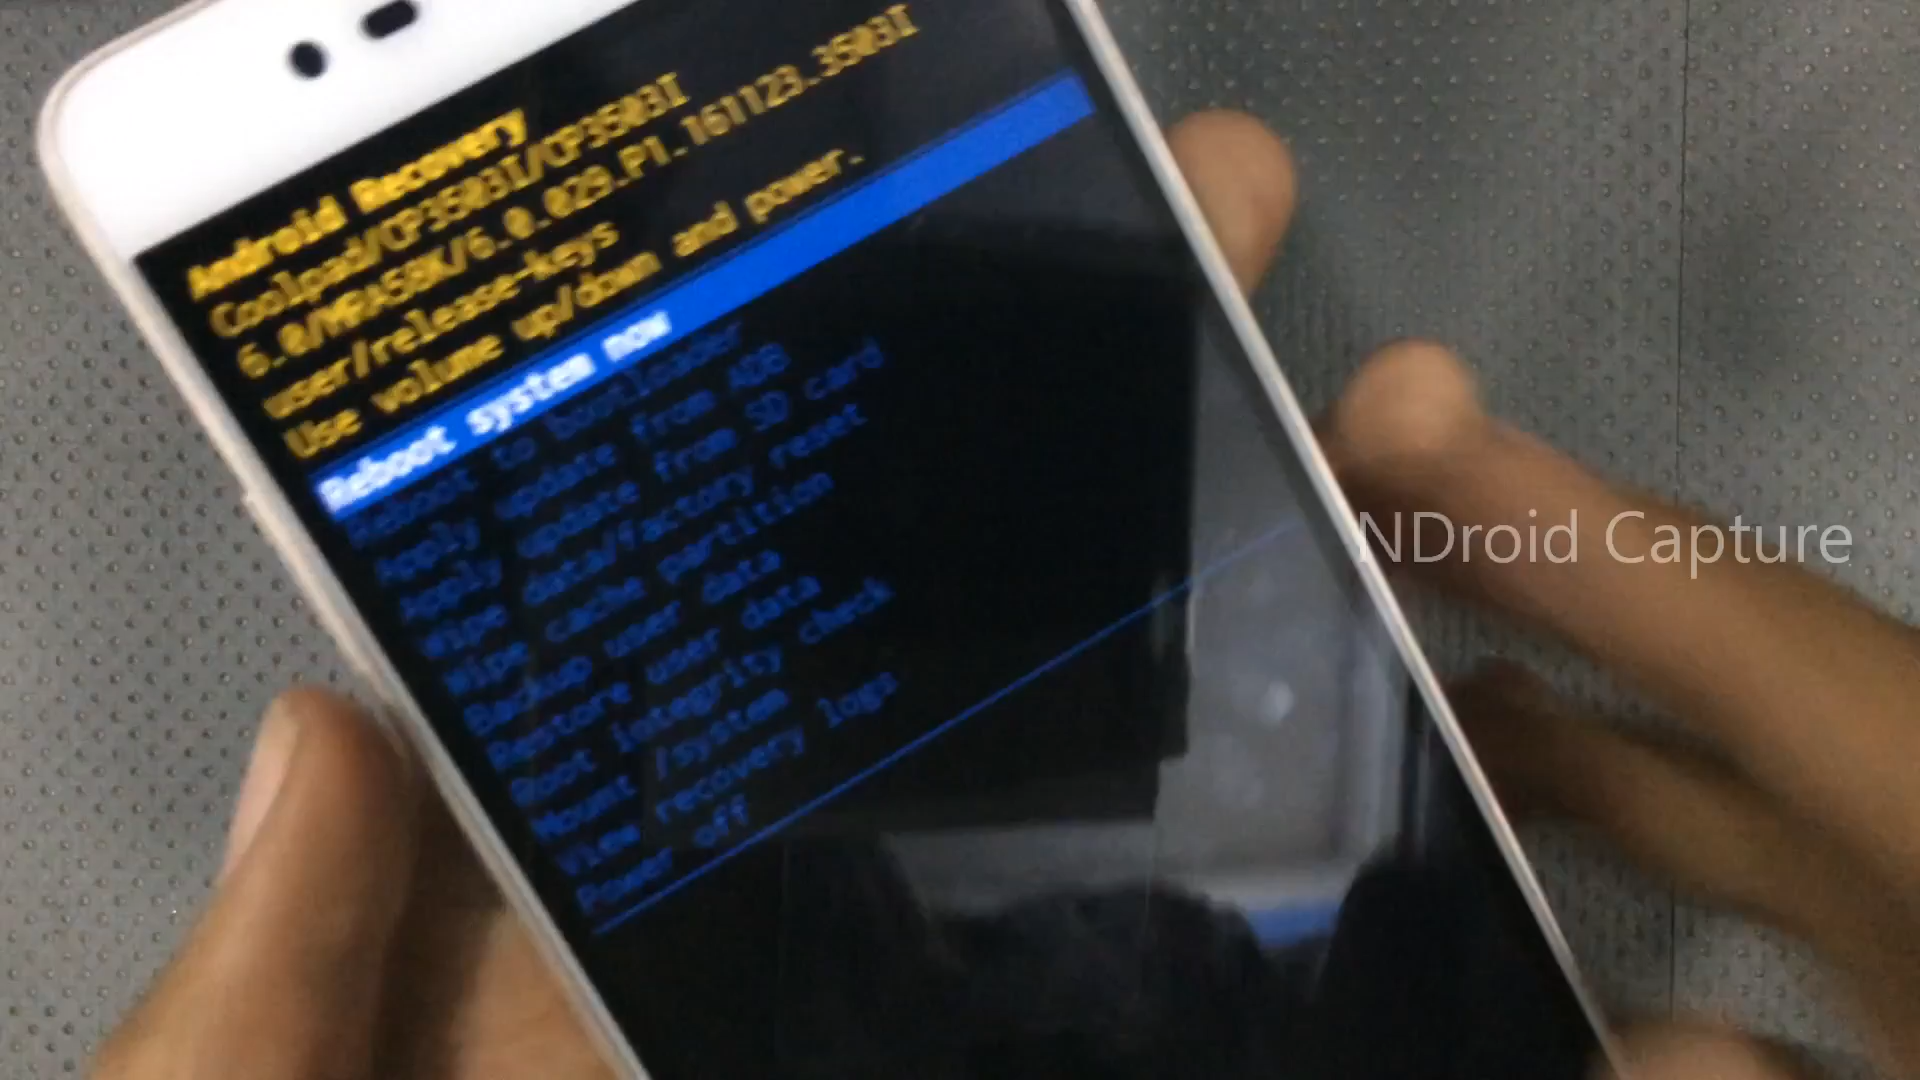 Android Recovery
Coolpad/CP3503I/CP3503I
6.0/MRA58K/6.0.029.P1.161123.3503I
user/release-keys
Use volume up/down and power.
Reboot system now
Reboot to bootloader
Apply update from ADB
Apply update from SD card
Wipe data/factory reset
Wipe cache partition
Backup user data
Restore user data
Root integrity check
Mount /system
View recovery logs
Power off
NDroid Capture